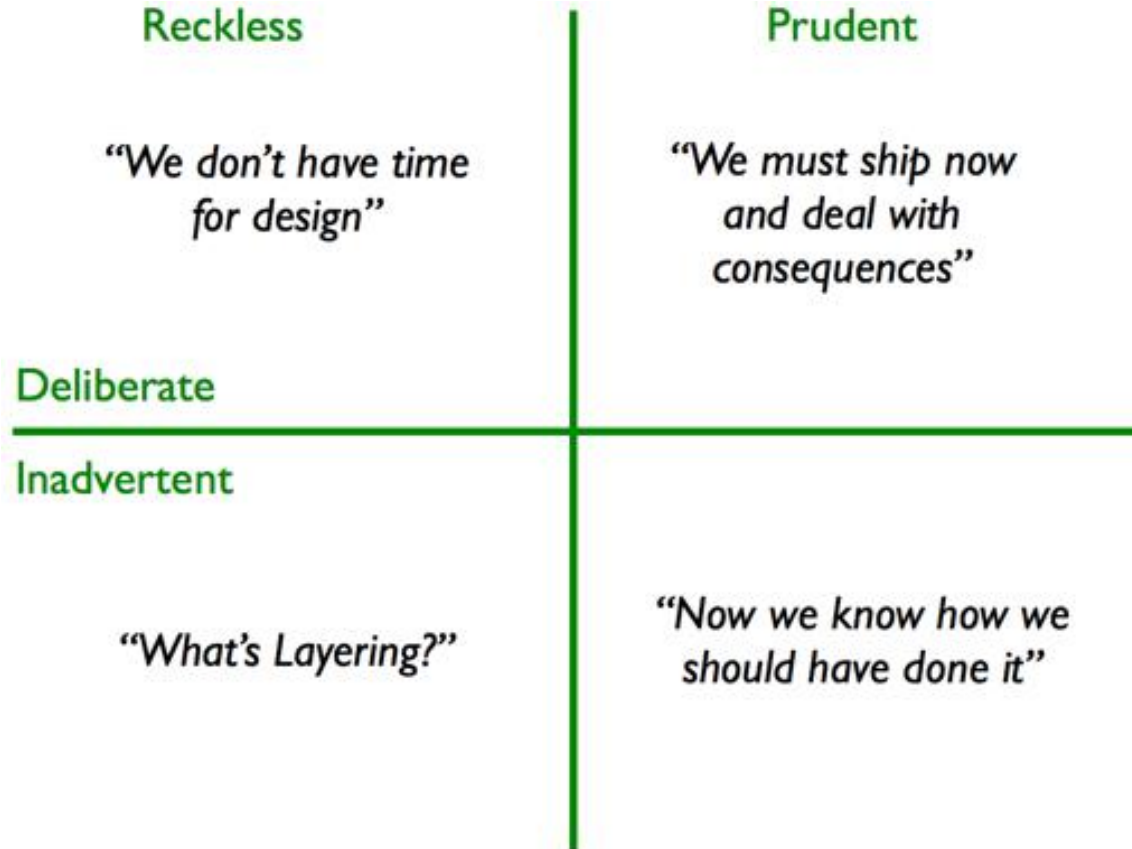 Reckless
Prudent
“We don’t have time
for design”
“We must ship now
and deal with
consequences”
Deliberate
Inadvertent
“What’s Layering?”
“Now we know how we
should have done it”